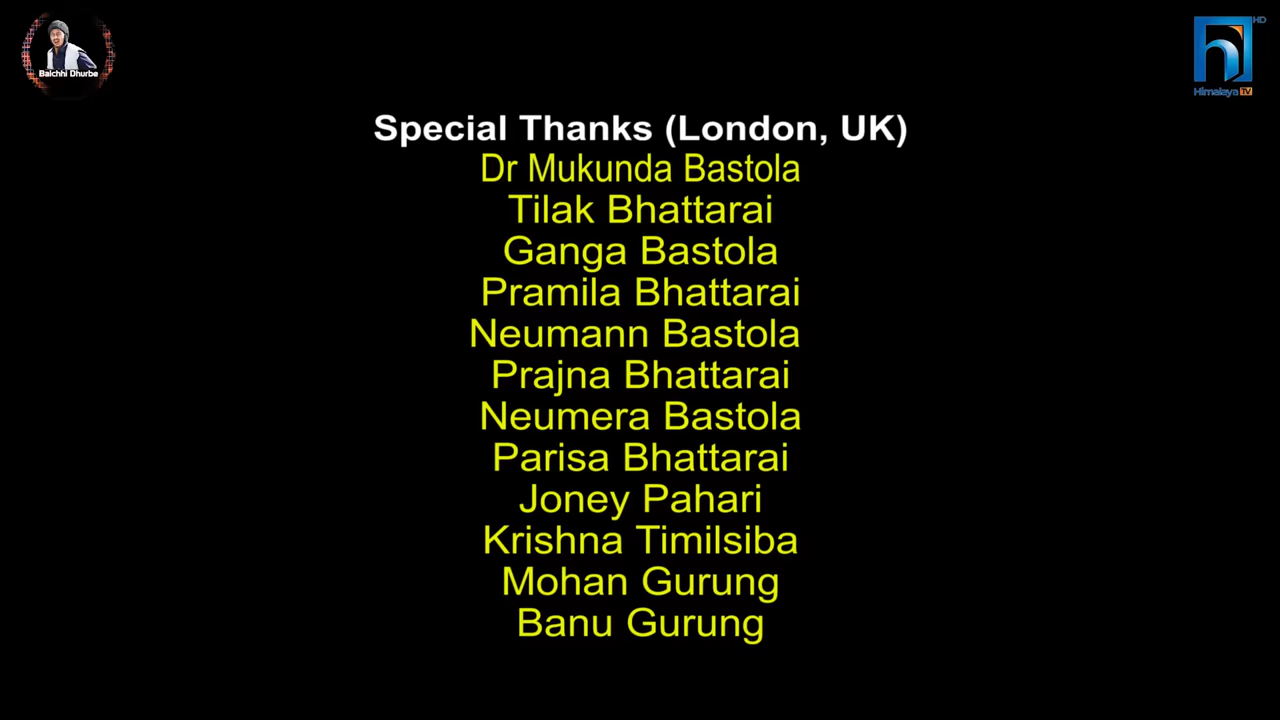 Baichhi Dhurbe
HD
Himalaya TV
Special Thanks (London, UK)
Dr Mukunda Bastola
Tilak Bhattarai
Ganga Bastola
Pramila Bhattarai
Neumann Bastola
Prajna Bhattarai
Neumera Bastola
Parisa Bhattarai
Joney Pahari
Krishna Timilsiba
Mohan Gurung
Banu Gurung